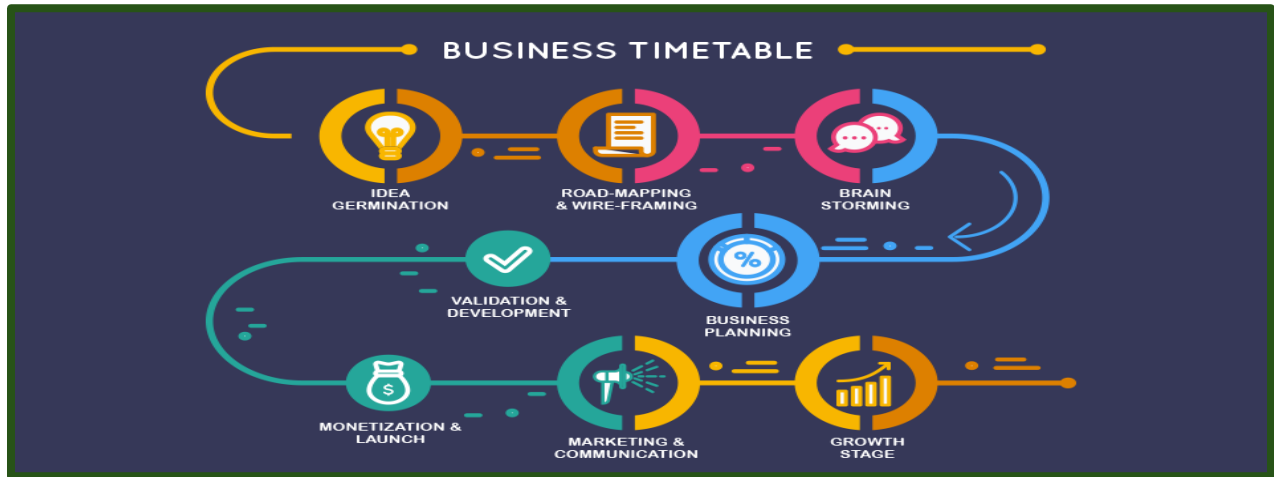 BUSINESS TIMETABLE
IDEA
GERMINATION
ROAD-MAPPING
& WIRE-FRAMING
BRAIN
STORMING
%
BUSINESS
PLANNING
VALIDATION &
DEVELOPMENT
$
MONETIZATION &
LAUNCH
MARKETING &
COMMUNICATION
GROWTH
STAGE